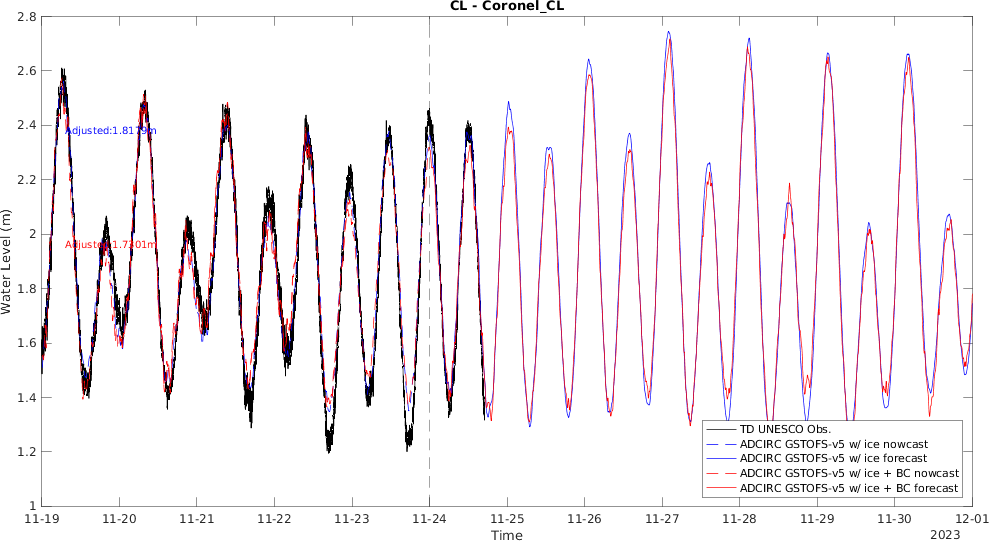 CL - Coronel_CL
2.8
2.6
2.4
2.2
2
1.8
1.6
1.4
1.2
1
Water Level (m)
Adjusted:1.8179m
Adjusted:1.7301m
TD UNESCO Obs.
ADCIRC GSTOFS-v5 w/ ice nowcast
ADCIRC GSTOFS-v5 w/ ice forecast
ADCIRC GSTOFS-v5 w/ ice + BC nowcast
ADCIRC GSTOFS-v5 w/ ice + BC forecast
11-19 11-20 11-21 11-22 11-23 11-24 11-25 11-26 11-27 11-28 11-29 11-30 12-01
Time
2023